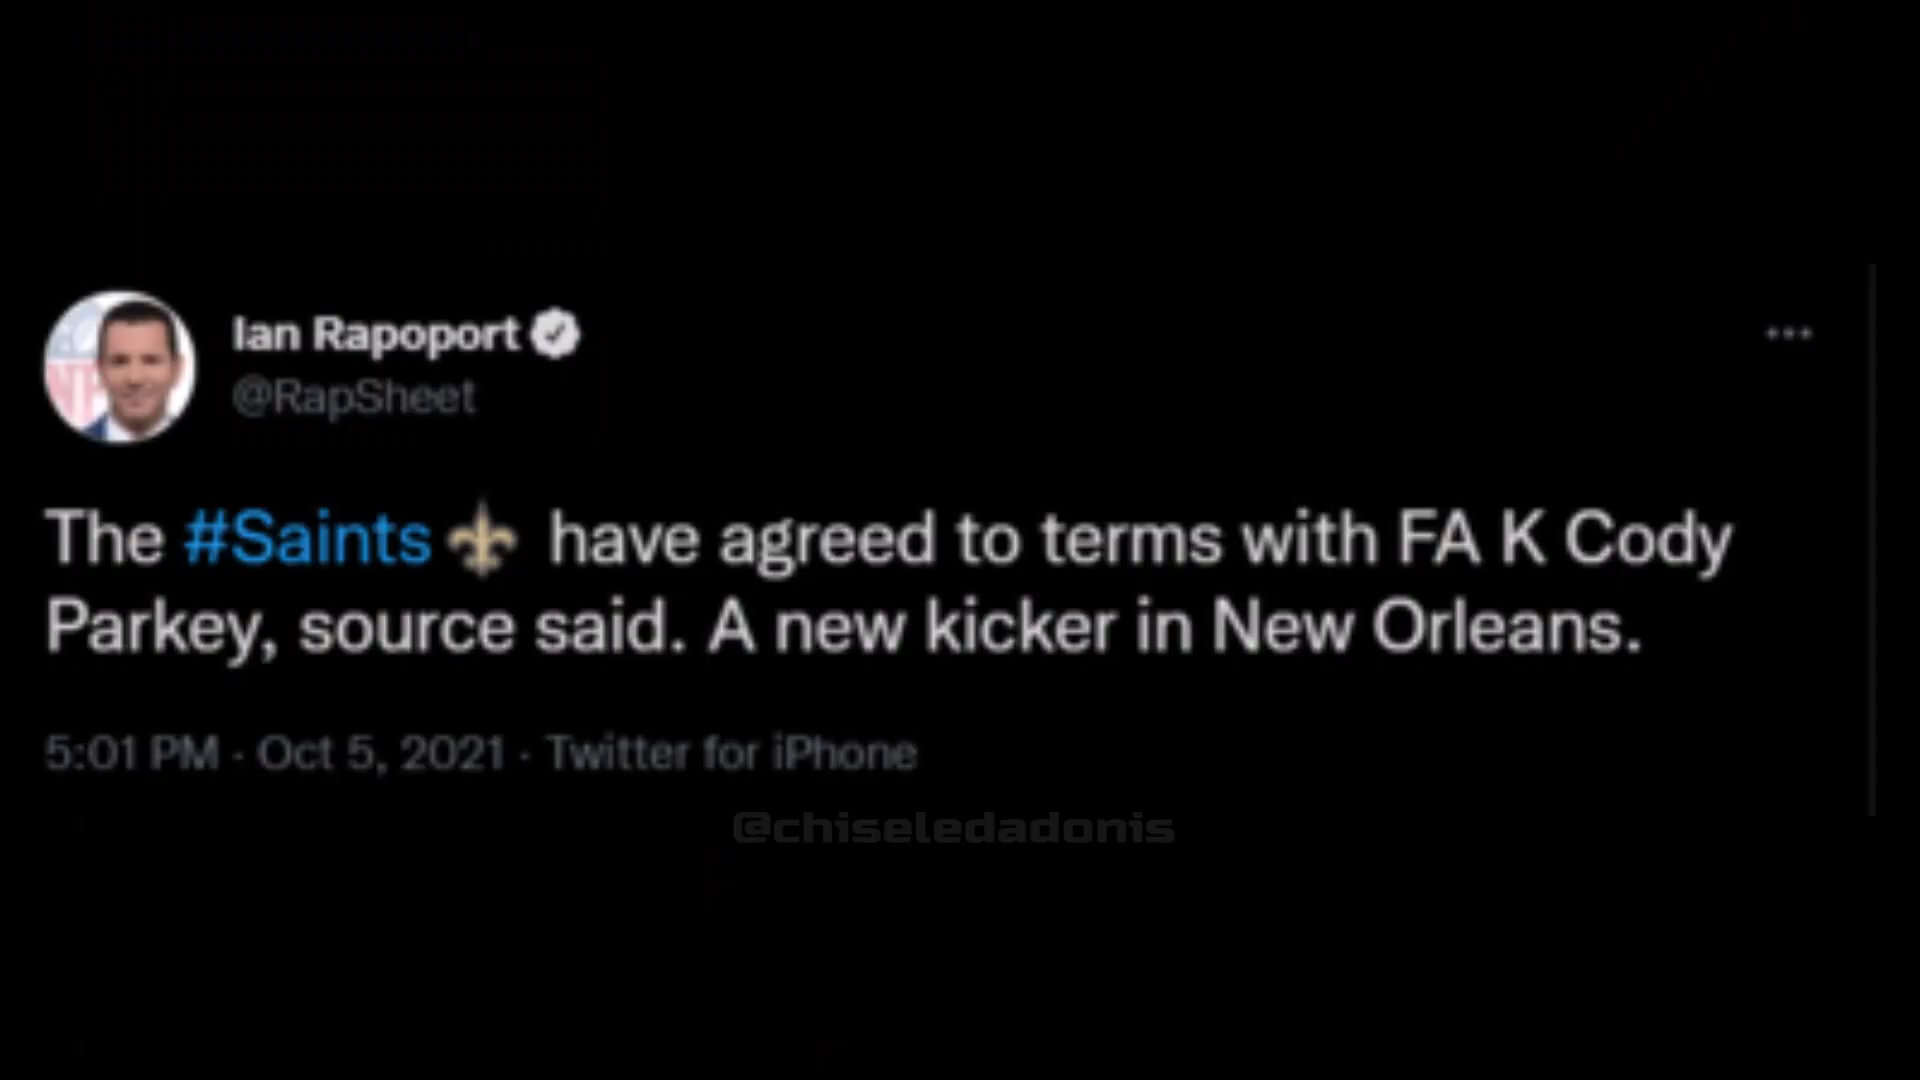 Ian Rapoport
@RapSheet
The #Saints⚜️ have agreed to terms with FA K Cody
Parkey, source said. A new kicker in New Orleans.
5:01 PM · Oct 5, 2021 · Twitter for iPhone
@chiseledadonis